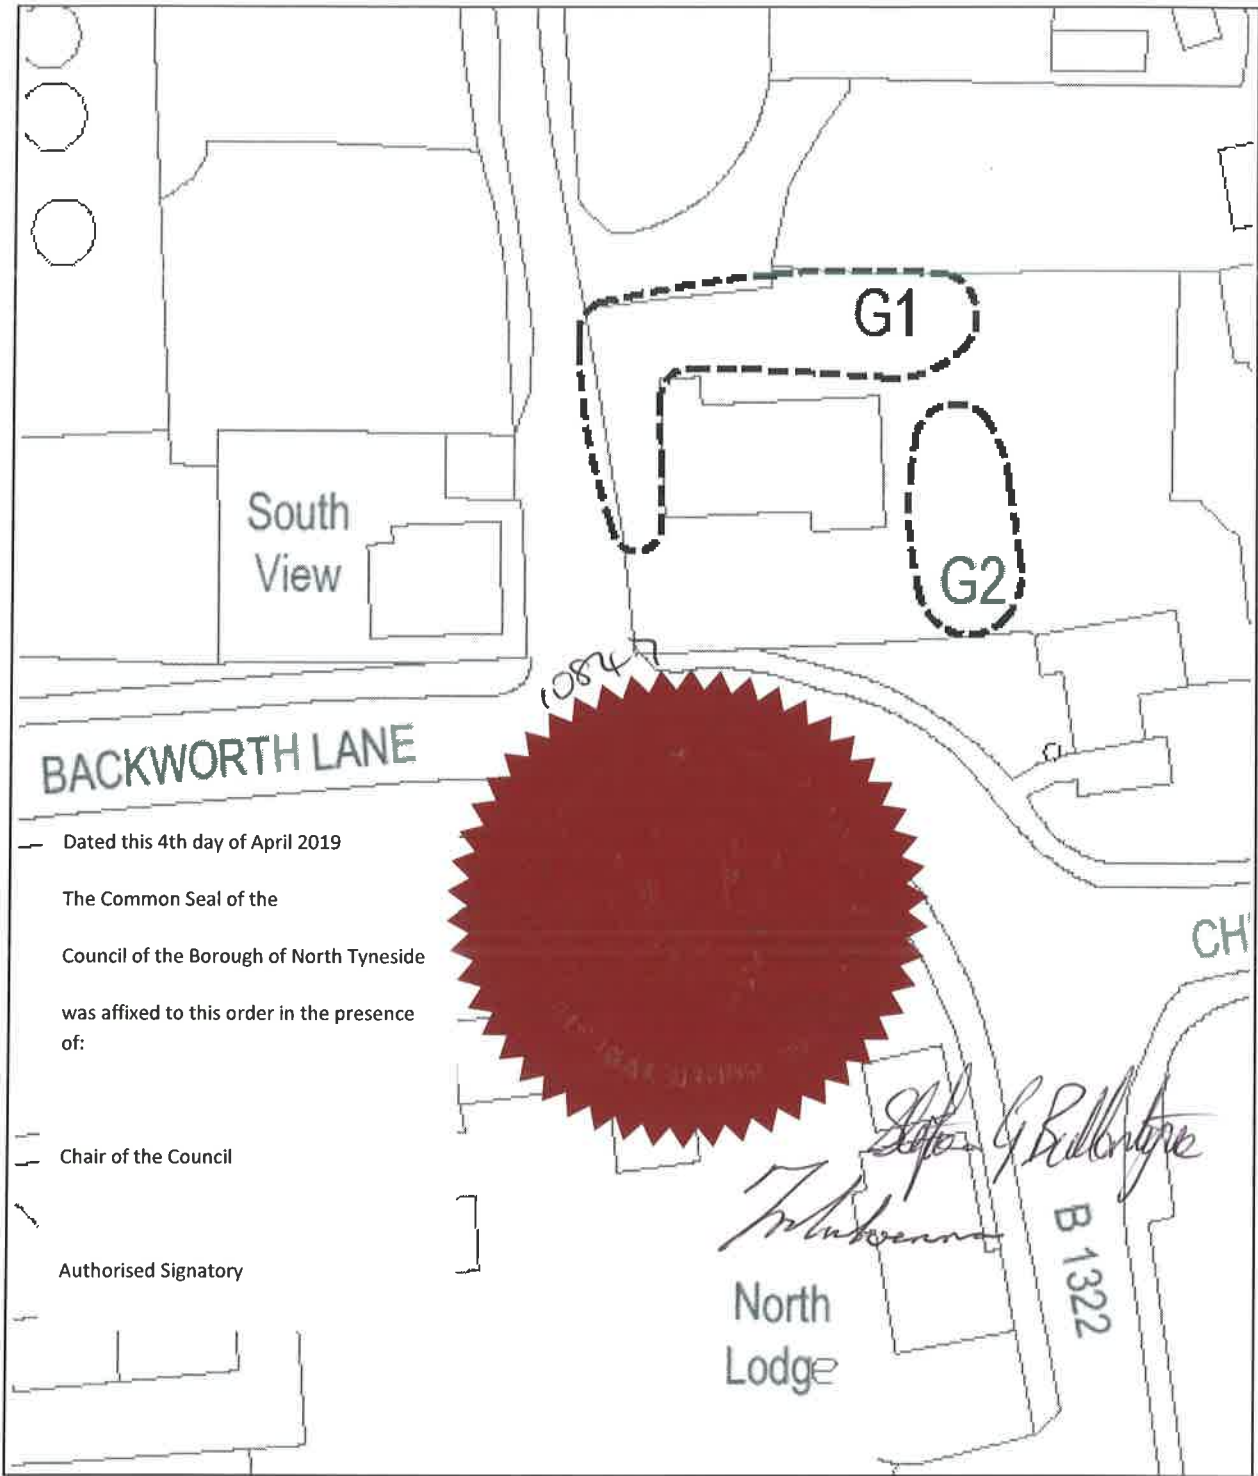 G1
South
View
G2
10847
BACKWORTH LANE
Dated this 4th day of April 2019
The Common Seal of the
Council of the Borough of North Tyneside
CH
was affixed to this order in the presence
of:
Chair of the Council
B 1322
Authorised Signatory
North
Lodge